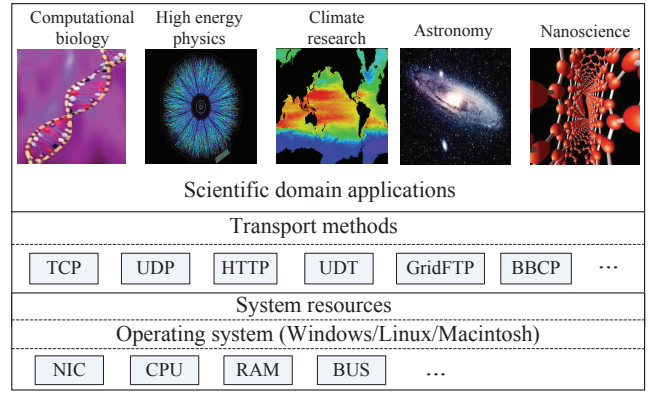 Computational
biology
High energy
physics
Climate
research
Astronomy
Nanoscience
Scientific domain applications
Transport methods
TCP UDP HTTP UDT GridFTP BBCP ...
System resources
Operating system (Windows/Linux/Macintosh)
NIC CPU RAM BUS ...